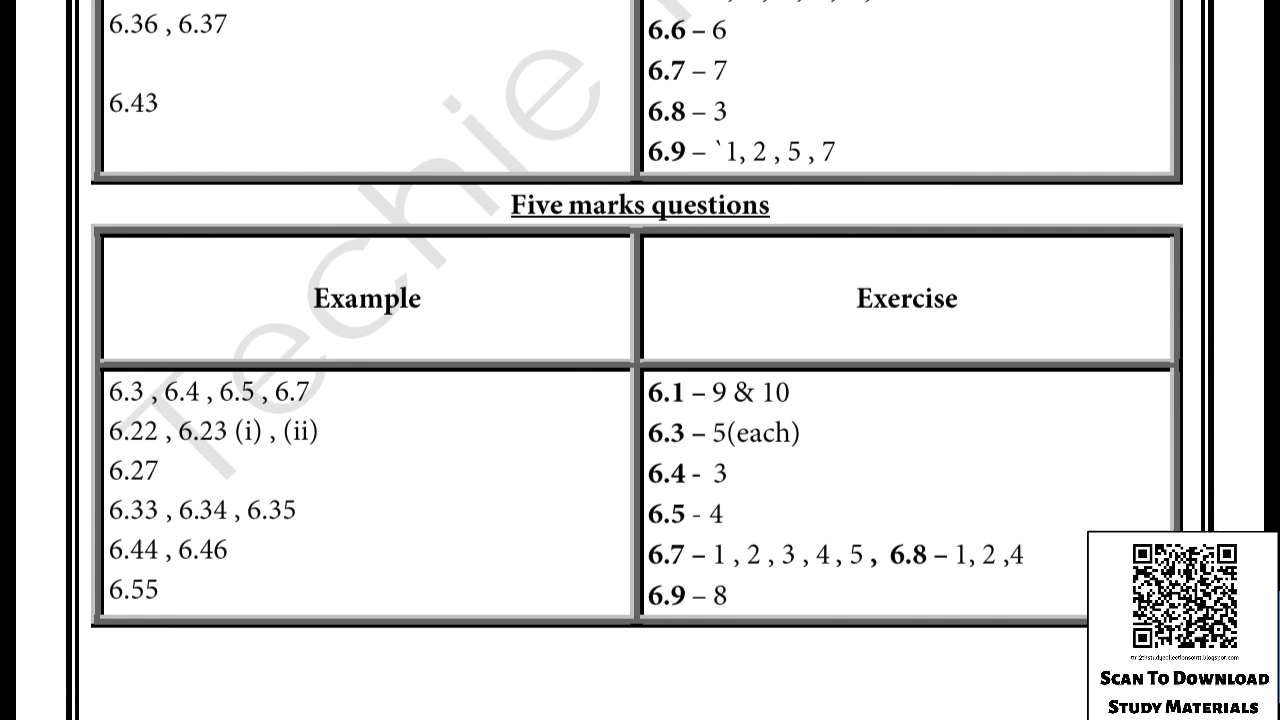 6.36 , 6.37
6.43
6.6 – 6
6.7 – 7
6.8 – 3
6.9 – `1, 2 , 5 , 7
Five marks questions
Example
Exercise
6.3 , 6.4 , 6.5 , 6.7
6.22 , 6.23 (i) , (ii)
6.27
6.33 , 6.34 , 6.35
6.44 , 6.46
6.55
6.1 – 9 & 10
6.3 – 5(each)
6.4 - 3
6.5 - 4
6.7 – 1 , 2 , 3 , 4 , 5 , 6.8 – 1, 2 ,4
6.9 – 8
Techie
SCAN TO DOWNLOAD
STUDY MATERIALS